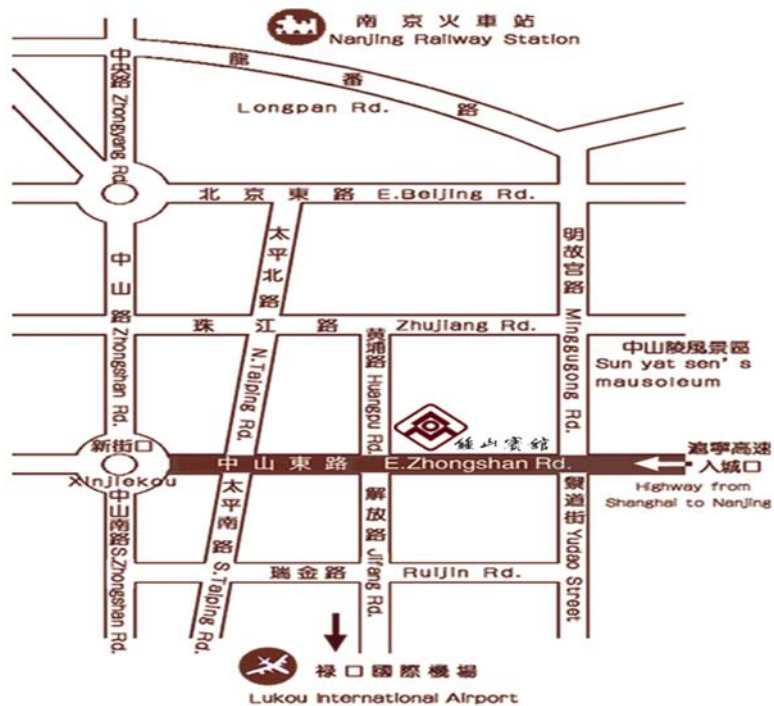 南京火車站
Nanjing Railway Station
中央路 Zhongyang Rd.
龍番路
Longpan Rd.
北京東路 E.Beijing Rd.
太平北路
明故宮路 Minggugong Rd.
中山路 Zhongshan Rd.
珠江路 Zhujiang Rd.
黄埔路 Huangpu Rd.
N.Taiping Rd.
中山陵風景區
Sun yat sen's
mausoleum
鍾山賓館
新街口
Xinjiekou
中山東路 E.Zhongshan Rd.
高速
入城口
Highway from
Shanghai to Nanjing
中山南路 S.Zhongshan Rd.
太平南路 S.Taiping Rd.
解放路 Jifang Rd.
道街 Yudao Street
瑞金路 Ruijin Rd.
禄口國際機場
Lukou International Airport